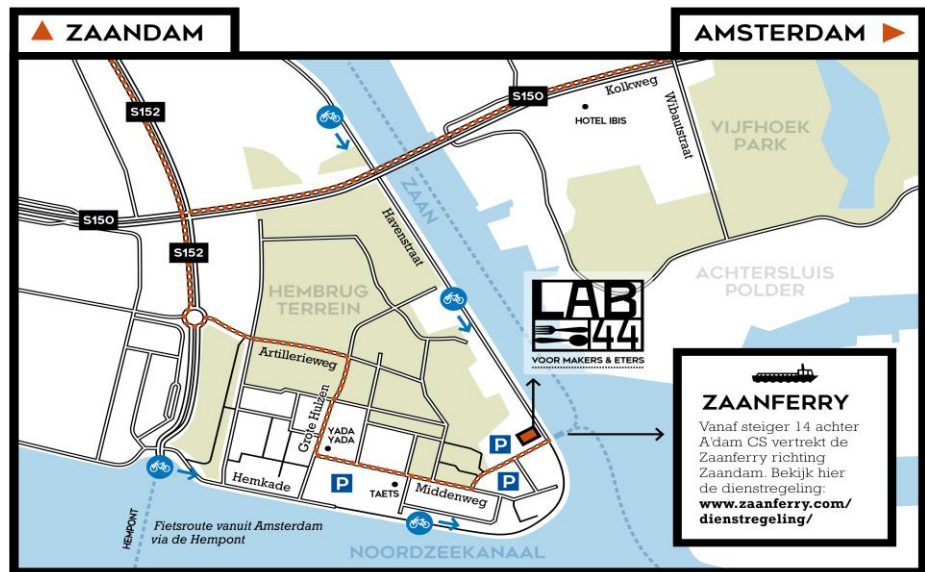 ZAANDAM
AMSTERDAM
S152
S150
Kolkweg
HOTEL IBIS
Wibautstraat
VIJFHOEK
PARK
ZAAN
S150
S152
Havenstraat
HEMBRUG
TERREIN
ACHTERSLUIS
POLDER
LAB
44
VOOR MAKERS & ETERS
Artillerieweg
Grote Hulzen
YADA
YADA
P
P
P
Hemkade
TAETS
Middenweg
HEMPONT
Fietsroute vanuit Amsterdam
via de Hempont
NOORDZEEKANAAL
ZAANFERRY
Vanaf steiger 14 achter
A'dam CS vertrekt de
Zaanferry richting
Zaandam. Bekijk hier
de dienstregeling:
www.zaanferry.com/
dienstregeling/